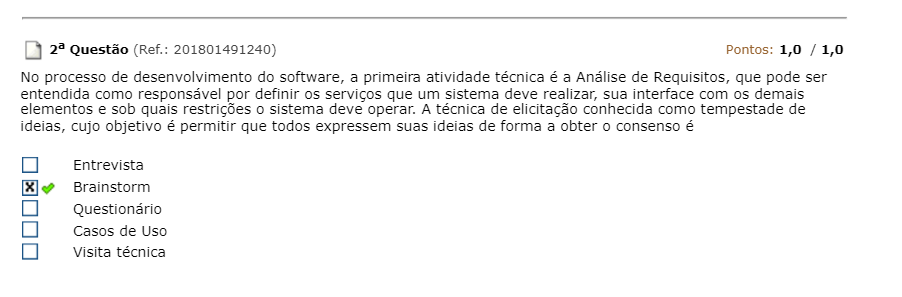 2ª Questão (Ref.: 201801491240) Pontos: 1,0 / 1,0
No processo de desenvolvimento do software, a primeira atividade técnica é a Análise de Requisitos, que pode ser
entendida como responsável por definir os serviços que um sistema deve realizar, sua interface com os demais
elementos e sob quais restrições o sistema deve operar. A técnica de elicitação conhecida como tempestade de
ideias, cujo objetivo é permitir que todos expressem suas ideias de forma a obter o consenso é
Entrevista
Brainstorm
Questionário
Casos de Uso
Visita técnica